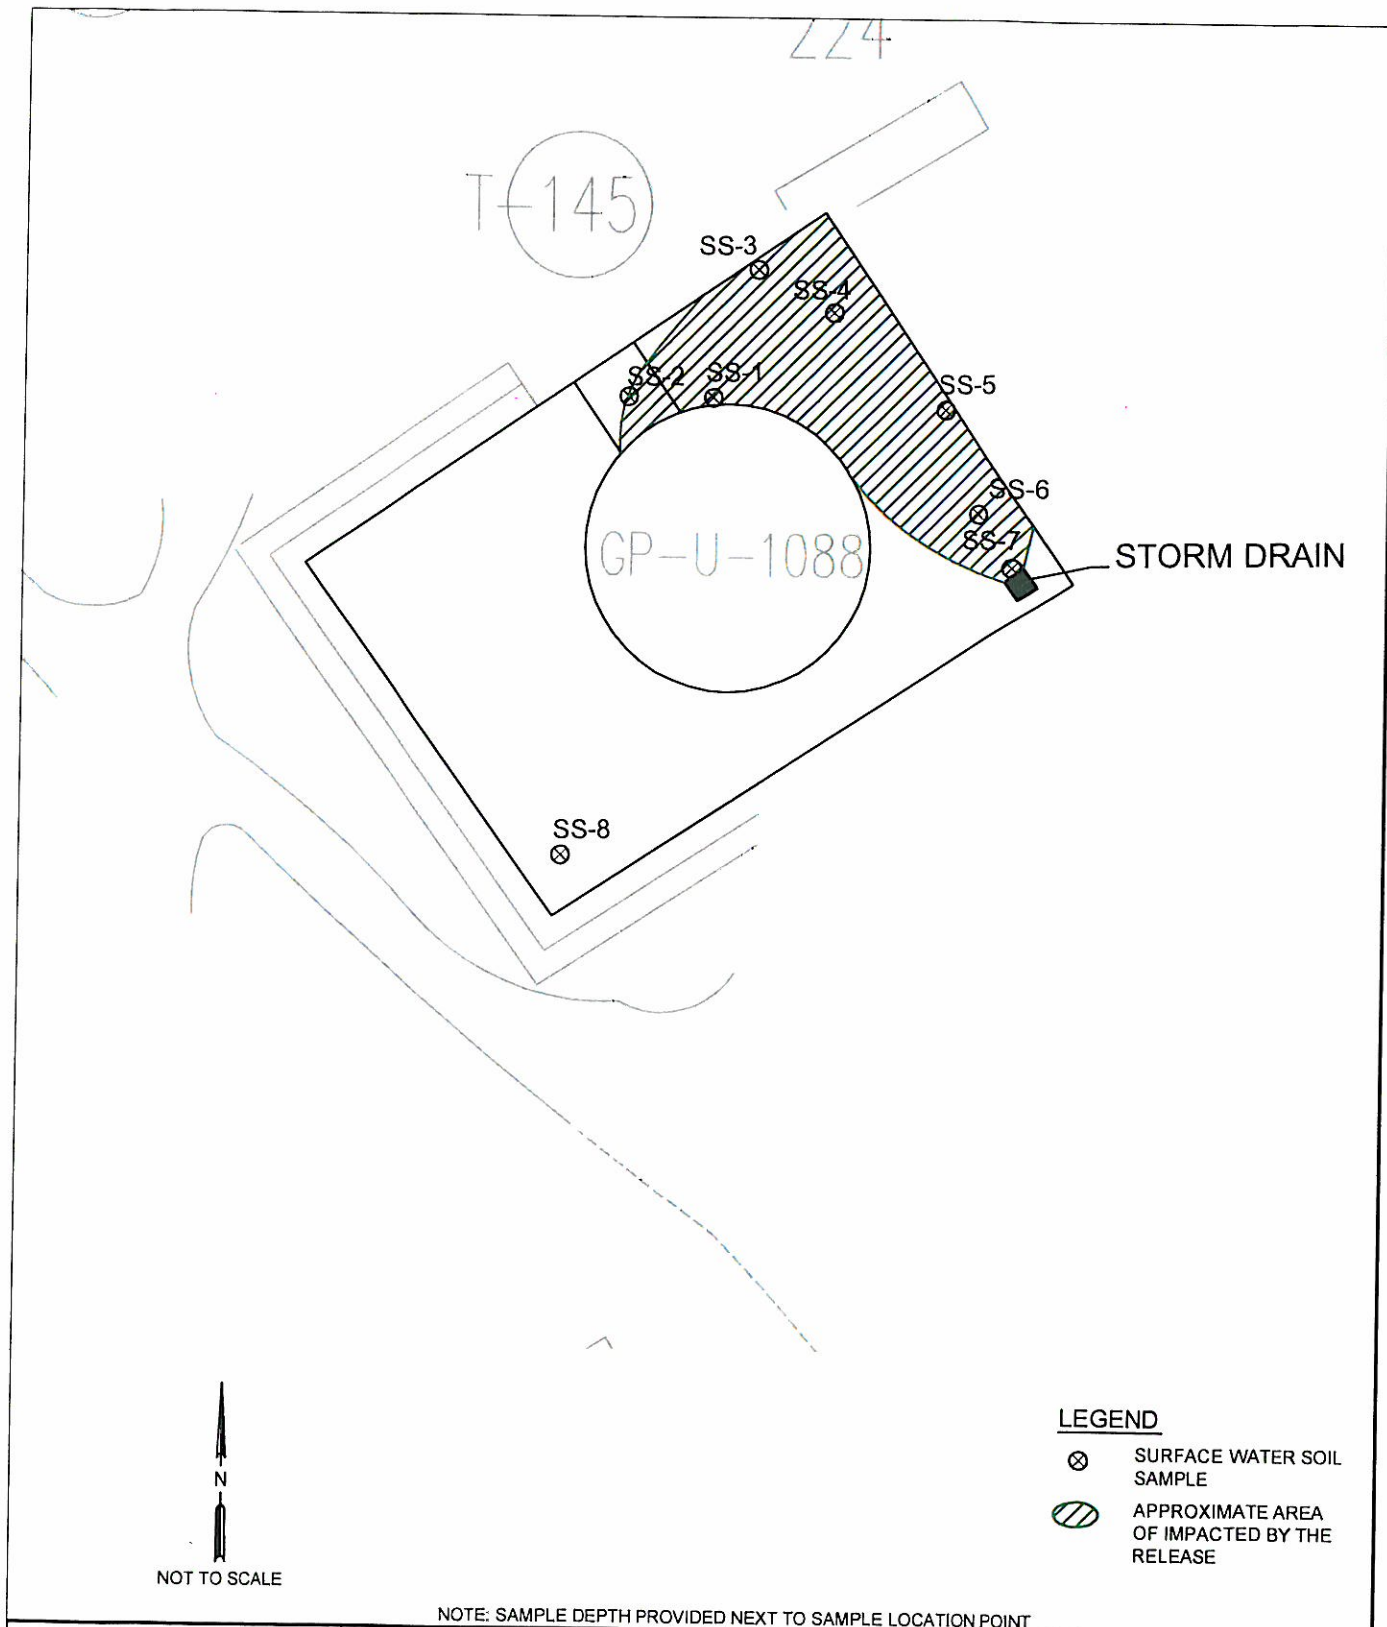 224
T-145
SS-3
SS-4
SS-2
SS-1
SS-5
SS-6
SS-7
GP-U-1088
STORM DRAIN
SS-8
LEGEND
SURFACE WATER SOIL
SAMPLE
APPROXIMATE AREA
OF IMPACTED BY THE
RELEASE
N
NOT TO SCALE
NOTE: SAMPLE DEPTH PROVIDED NEXT TO SAMPLE LOCATION POINT